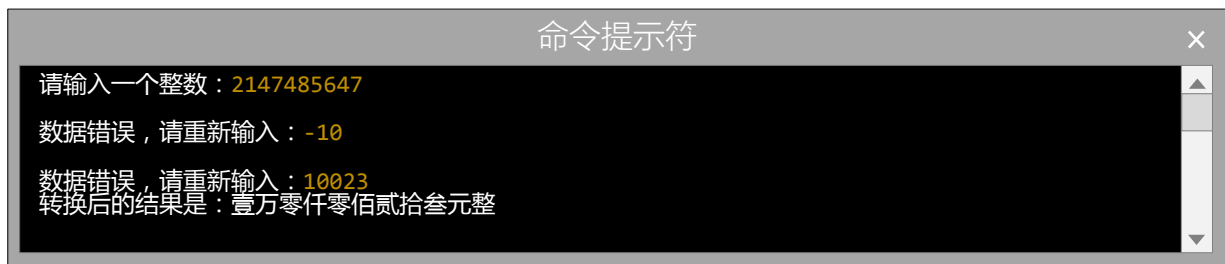 命令提示符
请输入一个整数：2147485647
数据错误，请重新输入：-10
数据错误，请重新输入：10023
转换后的结果是：壹万零仟零佰贰拾叁元整